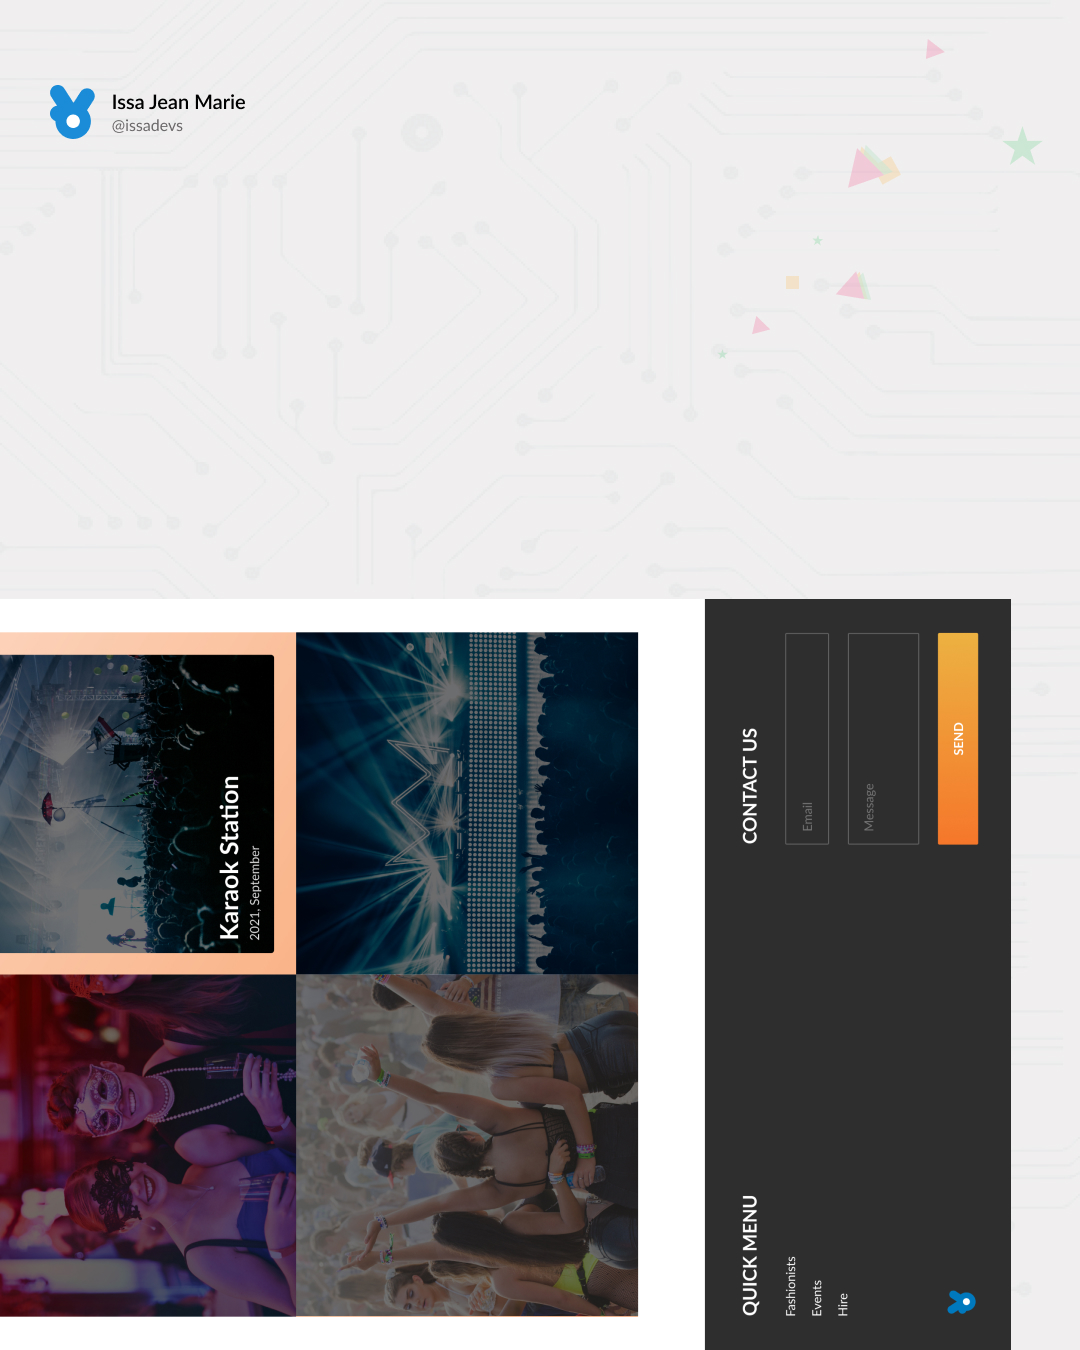 Issa Jean Marie
@issadevs
Karaok Station
2021, September
QUICK MENU
Fashionists
Events
Hire
CONTACT US
Email
Message
SEND